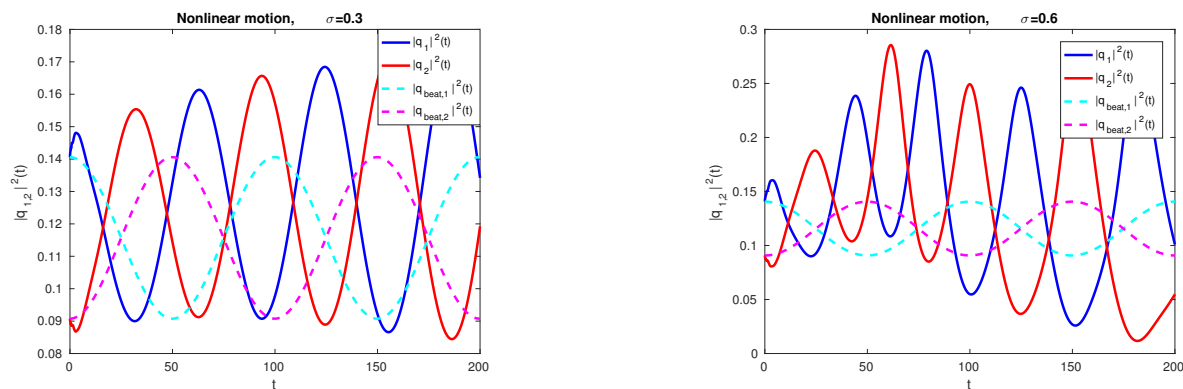 Nonlinear motion, σ=0.3
0.18
0.17
0.16
0.15
0.14
0.13
0.12
0.11
0.1
0.09
0.08
|q_{1,2}|^2(t)
0
50
100
150
200
t
|q_1|^2(t)
|q_2|^2(t)
|q_{beat,1}|^2(t)
|q_{beat,2}|^2(t)
Nonlinear motion, σ=0.6
0.3
0.25
0.2
0.15
0.1
0.05
0
|q_{1,2}|^2(t)
0
50
100
150
200
t
|q_1|^2(t)
|q_2|^2(t)
|q_{beat,1}|^2(t)
|q_{beat,2}|^2(t)